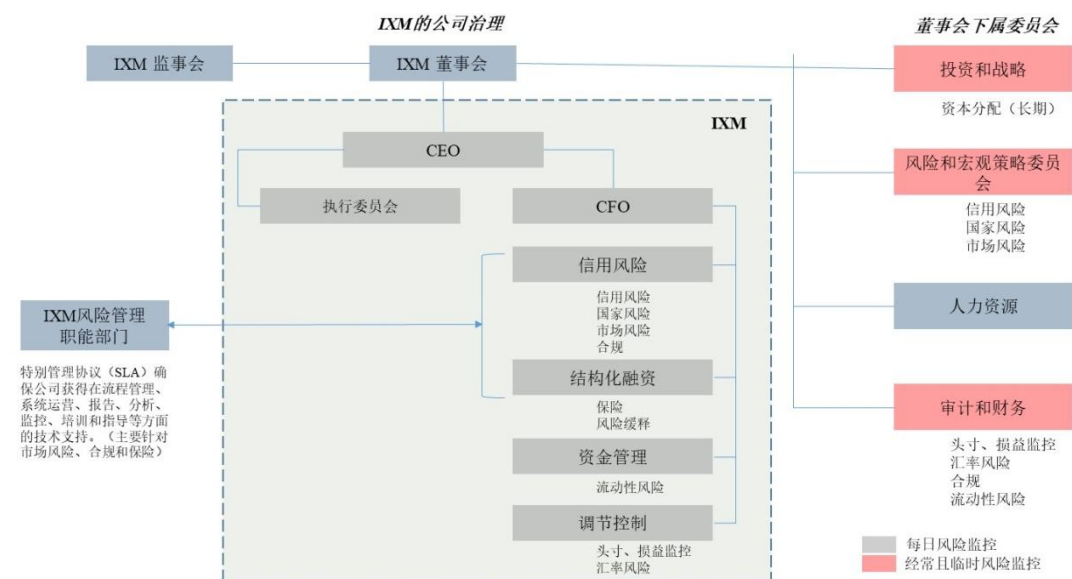 IXM的公司治理
董事会下属委员会
IXM 监事会
IXM 董事会
投资和战略
资本分配（长期）
IXM
CEO
风险和宏观策略委员
会
信用风险
国家风险
市场风险
执行委员会
CFO
信用风险
信用风险
国家风险
市场风险
合规
人力资源
IXM风险管理
职能部门
特别管理协议（SLA）确
保公司获得在流程管理、
系统运营、报告、分析、
监控、培训和指导等方面
的技术支持。（主要针对
市场风险、合规和保险）
结构化融资
保险
风险缓释
审计和财务
头寸、损益监控
汇率风险
合规
流动性风险
资金管理
流动性风险
调节控制
头寸、损益监控
汇率风险
每日风险监控
经常且临时风险监控